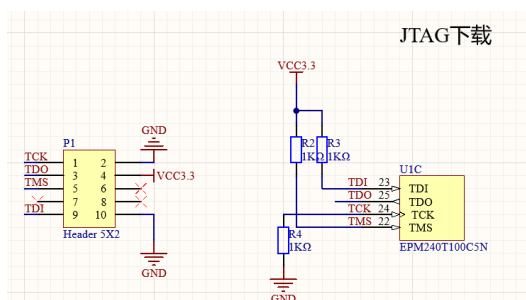 JTAG下载
VCC3.3
GND
P1
R2
R3
1KΩ
1KΩ
TCK
1
2
TDO
3
4
VCC3.3
TMS
5
6
7
8
TDI
9
10
Header 5X2
GND
U1C
TDI
23
TDI
TDO
25
TDO
TCK
24
TCK
TMS
22
TMS
EPM240T100C5N
R4
1KΩ
GND